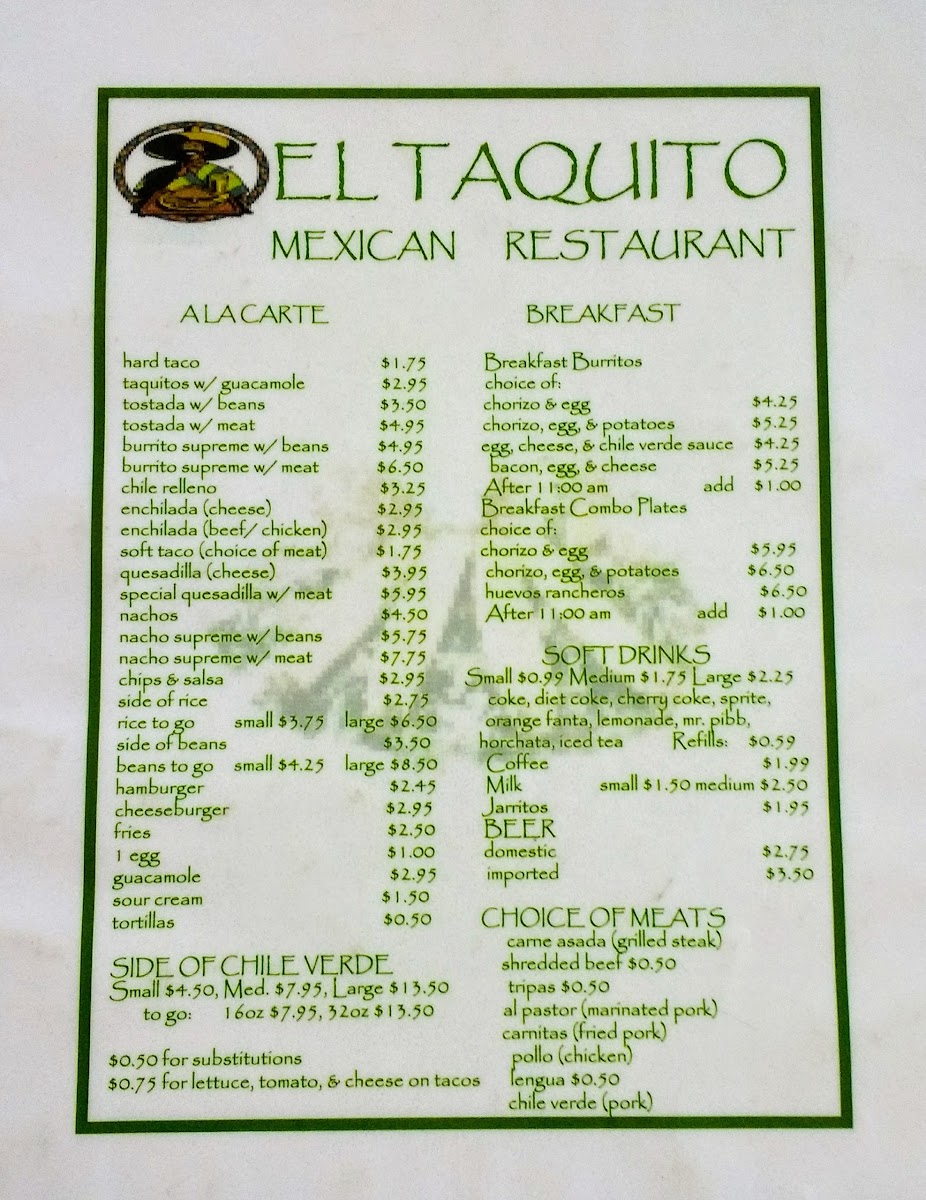 EL TAQUITO
MEXICAN RESTAURANT
A LA CARTE
hard taco $1.75
taquitos w/ guacamole $2.95
tostada w/ beans $3.50
tostada w/ meat $4.95
burrito supreme w/ beans $4.95
burrito supreme w/ meat $6.50
chile relleno $3.25
enchilada (cheese) $2.95
enchilada (beef/ chicken) $2.95
soft taco (choice of meat) $1.75
quesadilla (cheese) $3.95
special quesadilla w/ meat $5.95
nachos $4.50
nacho supreme w/ beans $5.75
nacho supreme w/ meat $7.75
chips & salsa $2.95
side of rice $2.75
rice to go small $3.75 large $6.50
side of beans $3.50
beans to go small $4.25 large $8.50
hamburger $2.45
cheeseburger $2.95
fries $2.50
1 egg $1.00
guacamole $2.95
sour cream $1.50
tortillas $0.50
SIDE OF CHILE VERDE
Small $4.50, Med. $7.95, Large $13.50
to go: 16oz $7.95, 32oz $13.50
$0.50 for substitutions
$0.75 for lettuce, tomato, & cheese on tacos
BREAKFAST
Breakfast Burritos
choice of:
chorizo & egg $4.25
chorizo, egg, & potatoes $5.25
egg, cheese, & chile verde sauce $4.25
bacon, egg, & cheese $5.25
After 11:00 am add $1.00
Breakfast Combo Plates
choice of:
chorizo & egg $5.95
chorizo, egg, & potatoes $6.50
huevos rancheros $6.50
After 11:00 am add $1.00
SOFT DRINKS
Small $0.99 Medium $1.75 Large $2.25
coke, diet coke, cherry coke, sprite,
orange fanta, lemonade, mr. pibb,
horchata, iced tea Refills: $0.59
Coffee $1.99
Milk small $1.50 medium $2.50
Jarritos $1.95
BEER
domestic $2.75
imported $3.50
CHOICE OF MEATS
carne asada (grilled steak)
shredded beef $0.50
tripas $0.50
al pastor (marinated pork)
carnitas (fried pork)
pollo (chicken)
lengua $0.50
chile verde (pork)